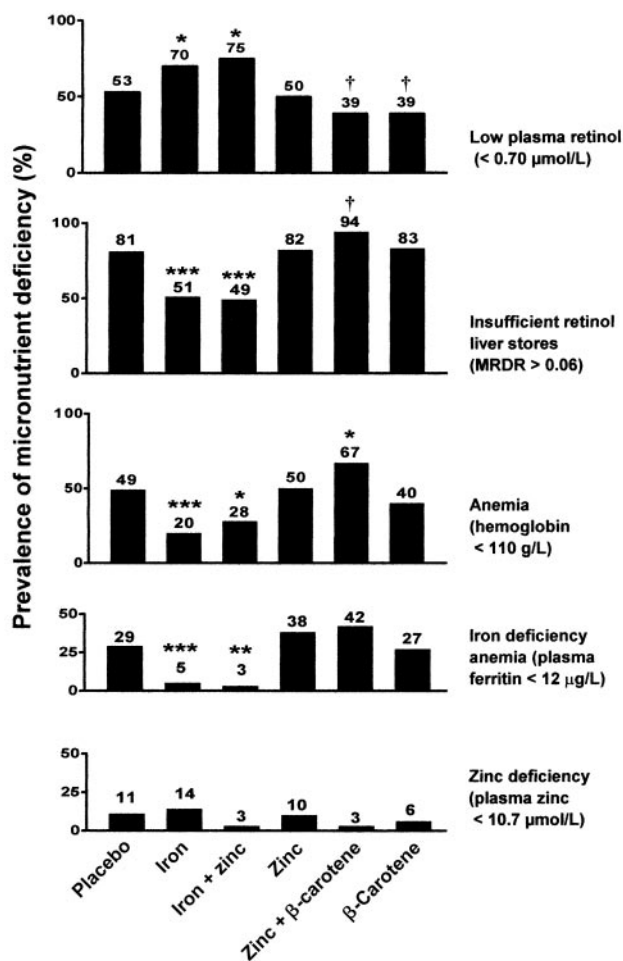 Prevalence of micronutrient deficiency (%)
100
50
0
53
*
70
*
75
50
†
39
†
39
Low plasma retinol
(< 0.70 µmol/L)
100
50
0
81
***
51
***
49
82
†
94
83
Insufficient retinol
liver stores
(MRDR > 0.06)
100
50
0
49
***
20
*
28
50
*
67
40
Anemia
(hemoglobin
< 110 g/L)
50
25
0
29
***
5
**
3
38
42
27
Iron deficiency
anemia (plasma
ferritin < 12 µg/L)
50
25
0
11
14
3
10
3
6
Zinc deficiency
(plasma zinc
< 10.7 µmol/L)
Placebo
Iron
Iron + zinc
Zinc
Zinc + β-carotene
β-Carotene